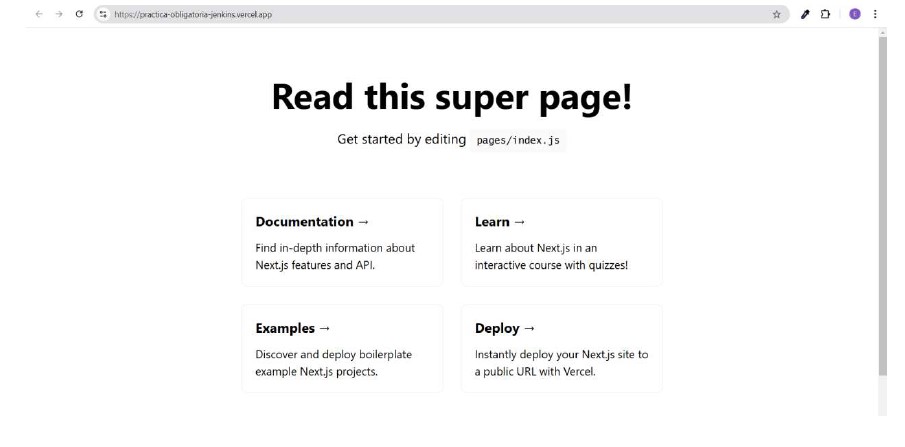 https://practica-obligatoria-jenkins.vercel.app
Read this super page!
Get started by editing pages/index.js
Documentation →
Find in-depth information about
Next.js features and API.
Learn →
Learn about Next.js in an
interactive course with quizzes!
Examples →
Discover and deploy boilerplate
example Next.js projects.
Deploy →
Instantly deploy your Next.js site to
a public URL with Vercel.